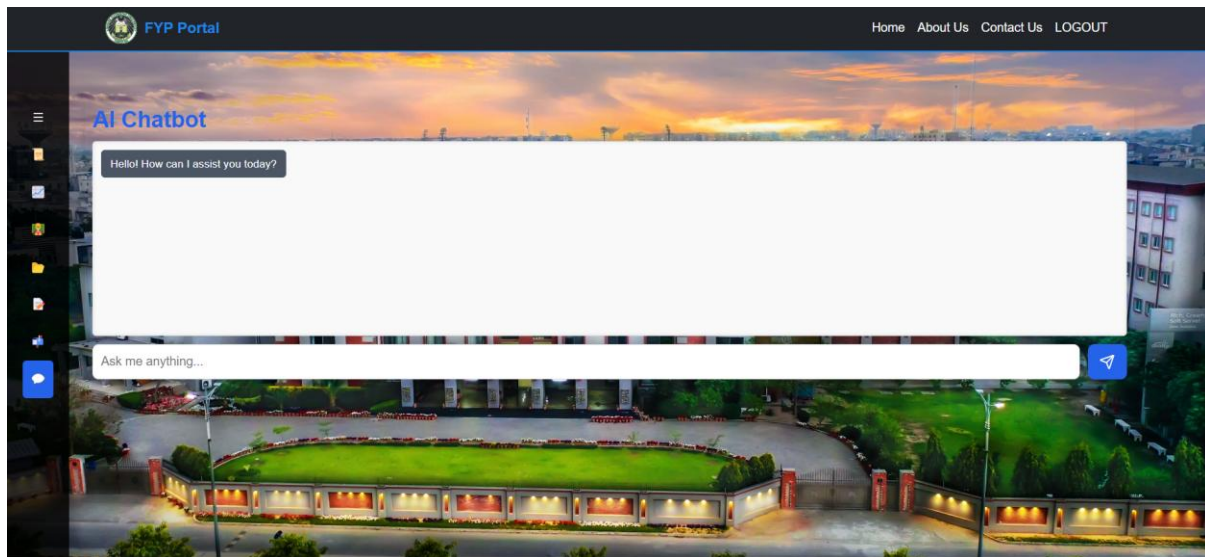 FYP Portal
Home About Us Contact Us LOGOUT
AI Chatbot
Hello! How can I assist you today?
Ask me anything...